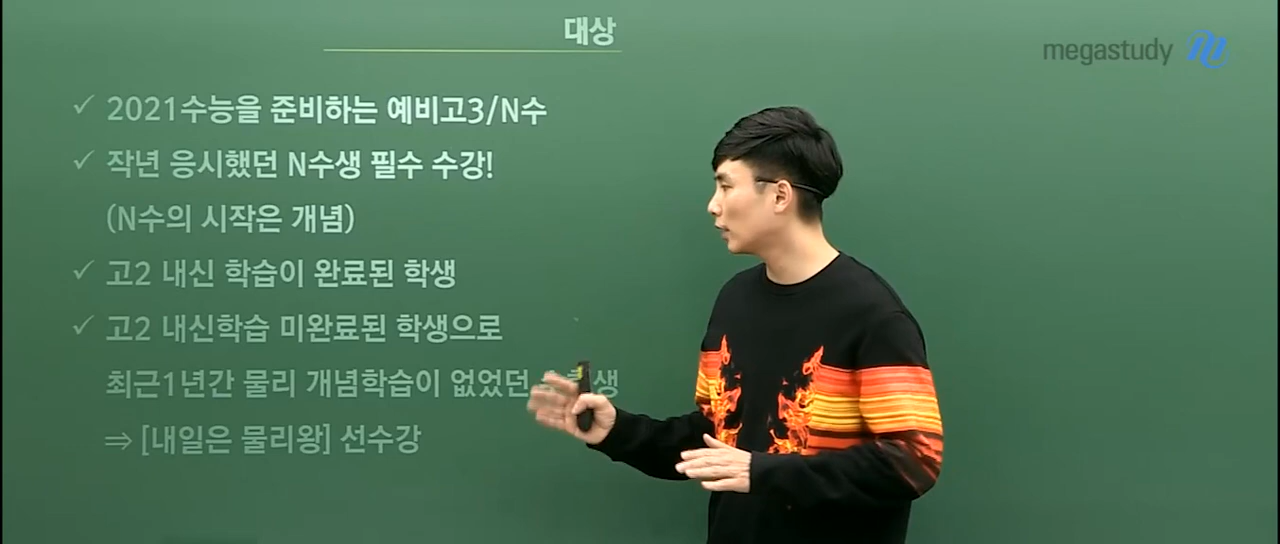 대상
megastudy
✓ 2021수능을 준비하는 예비고3/N수
✓ 작년 응시했던 N수생 필수 수강!
(N수의 시작은 개념)
✓ 고2 내신 학습이 완료된 학생
✓ 고2 내신학습 미완료된 학생으로
최근1년간 물리 개념학습이 없었던 생
⇒ [내일은 물리왕] 선수강